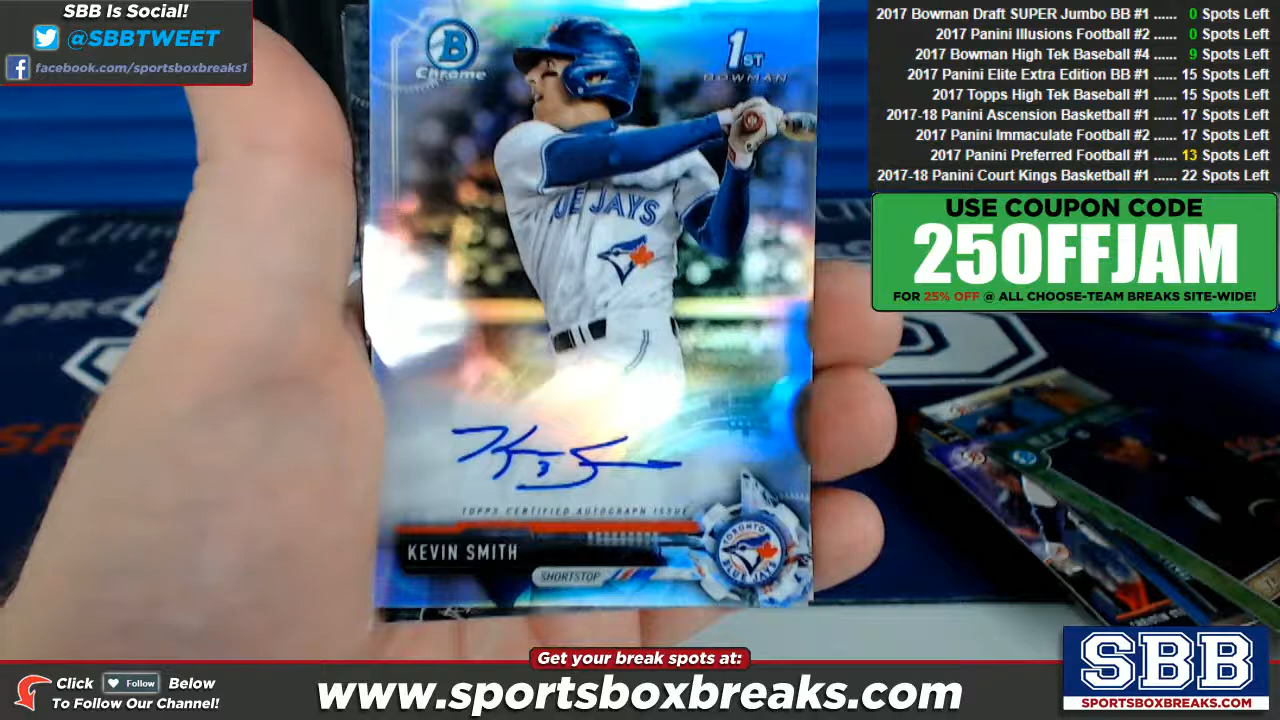 SBB Is Social!
@SBBTWEET
facebook.com/sportsboxbreaks1
2017 Bowman Draft SUPER Jumbo BB #1 ...... 0 Spots Left
2017 Panini Illusions Football #2 ...... 0 Spots Left
2017 Bowman High Tek Baseball #4 ...... 9 Spots Left
2017 Panini Elite Extra Edition BB #1 ...... 15 Spots Left
2017 Topps High Tek Baseball #1 ...... 15 Spots Left
2017-18 Panini Ascension Basketball #1 ...... 17 Spots Left
2017 Panini Immaculate Football #2 ...... 17 Spots Left
2017 Panini Preferred Football #1 ...... 13 Spots Left
2017-18 Panini Court Kings Basketball #1 ...... 22 Spots Left
USE COUPON CODE
25OFFJAM
FOR 25% OFF @ ALL CHOOSE-TEAM BREAKS SITE-WIDE!
B
Chrome
1ST
BOWMAN
UE JAYS
TOPPS CERTIFIED AUTOGRAPH ISSUE
KEVIN SMITH
SHORTSTOP
TORONTO
BLUE JAYS
Get your break spots at:
www.sportsboxbreaks.com
Click Follow Below
To Follow Our Channel!
SBB
SPORTSBOXBREAKS.COM